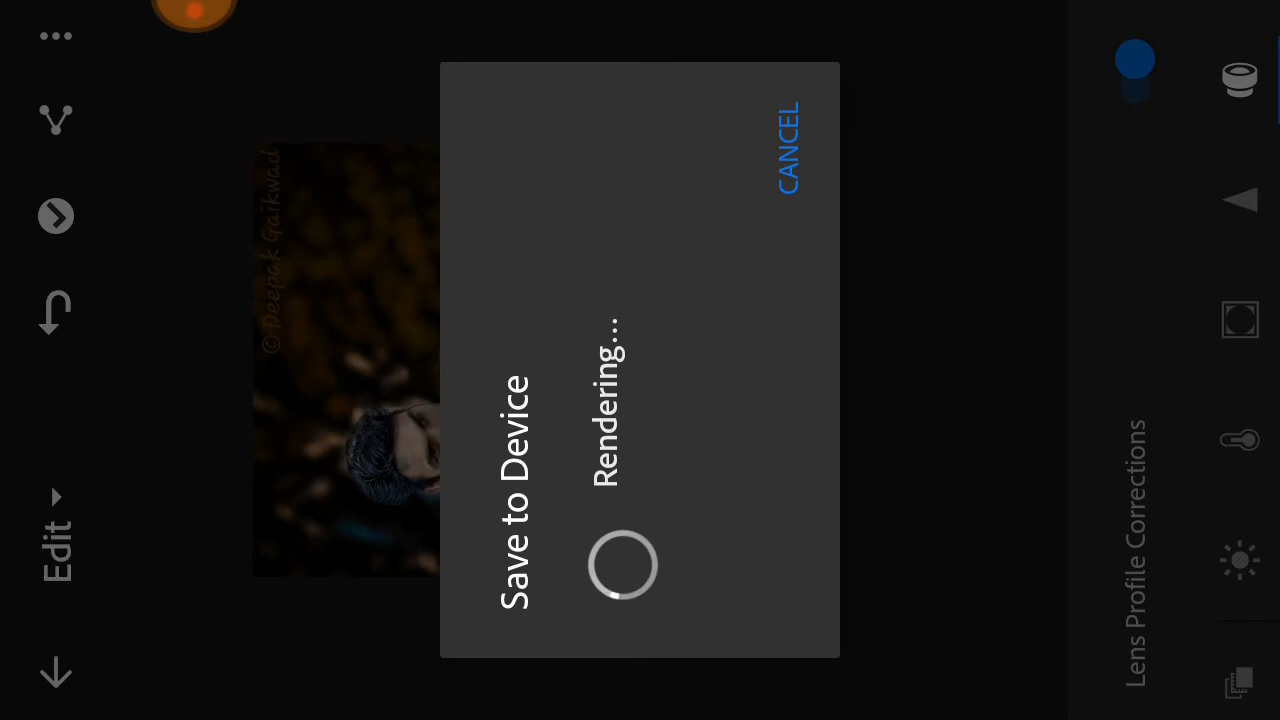 Edit
© Deepak Gaikwad
Save to Device
Rendering...
CANCEL
Lens Profile Corrections